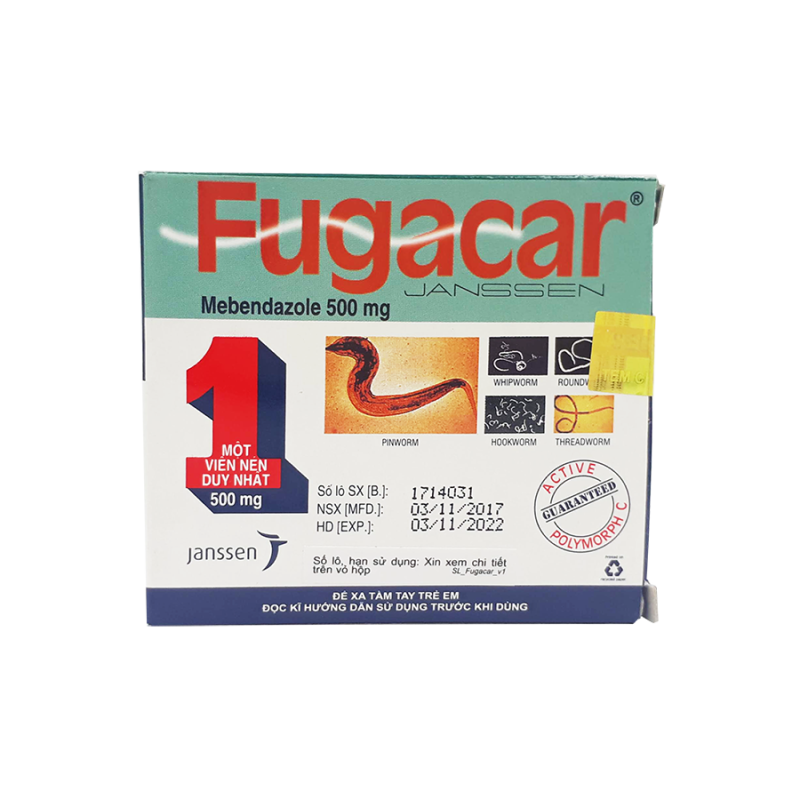 Fugacar®
JANSSEN
Mebendazole 500 mg
1
MỘT
VIÊN NÉN
DUY NHẤT
500 mg
PINWORM
WHIPWORM
HOOKWORM
THREADWORM
Số lô SX [B.]: 1714031
NSX [MFD.]: 03/11/2017
HD [EXP.]: 03/11/2022
ACTIVE
GUARANTEED
POLYMORPH C
janssen
Số lô, hạn sử dụng: Xin xem chi tiết
trên vỏ hộp SL_Fugacar_v1
ĐỂ XA TẦM TAY TRẺ EM
ĐỌC KĨ HƯỚNG DẪN SỬ DỤNG TRƯỚC KHI DÙNG